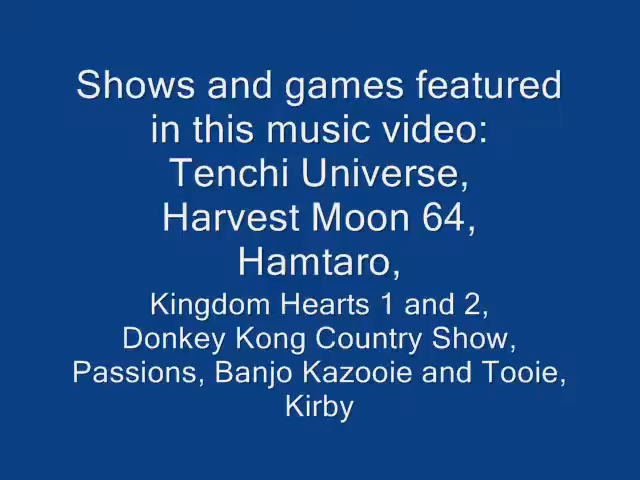 Shows and games featured
in this music video:
Tenchi Universe,
Harvest Moon 64,
Hamtaro,
Kingdom Hearts 1 and 2,
Donkey Kong Country Show,
Passions, Banjo Kazooie and Tooie,
Kirby